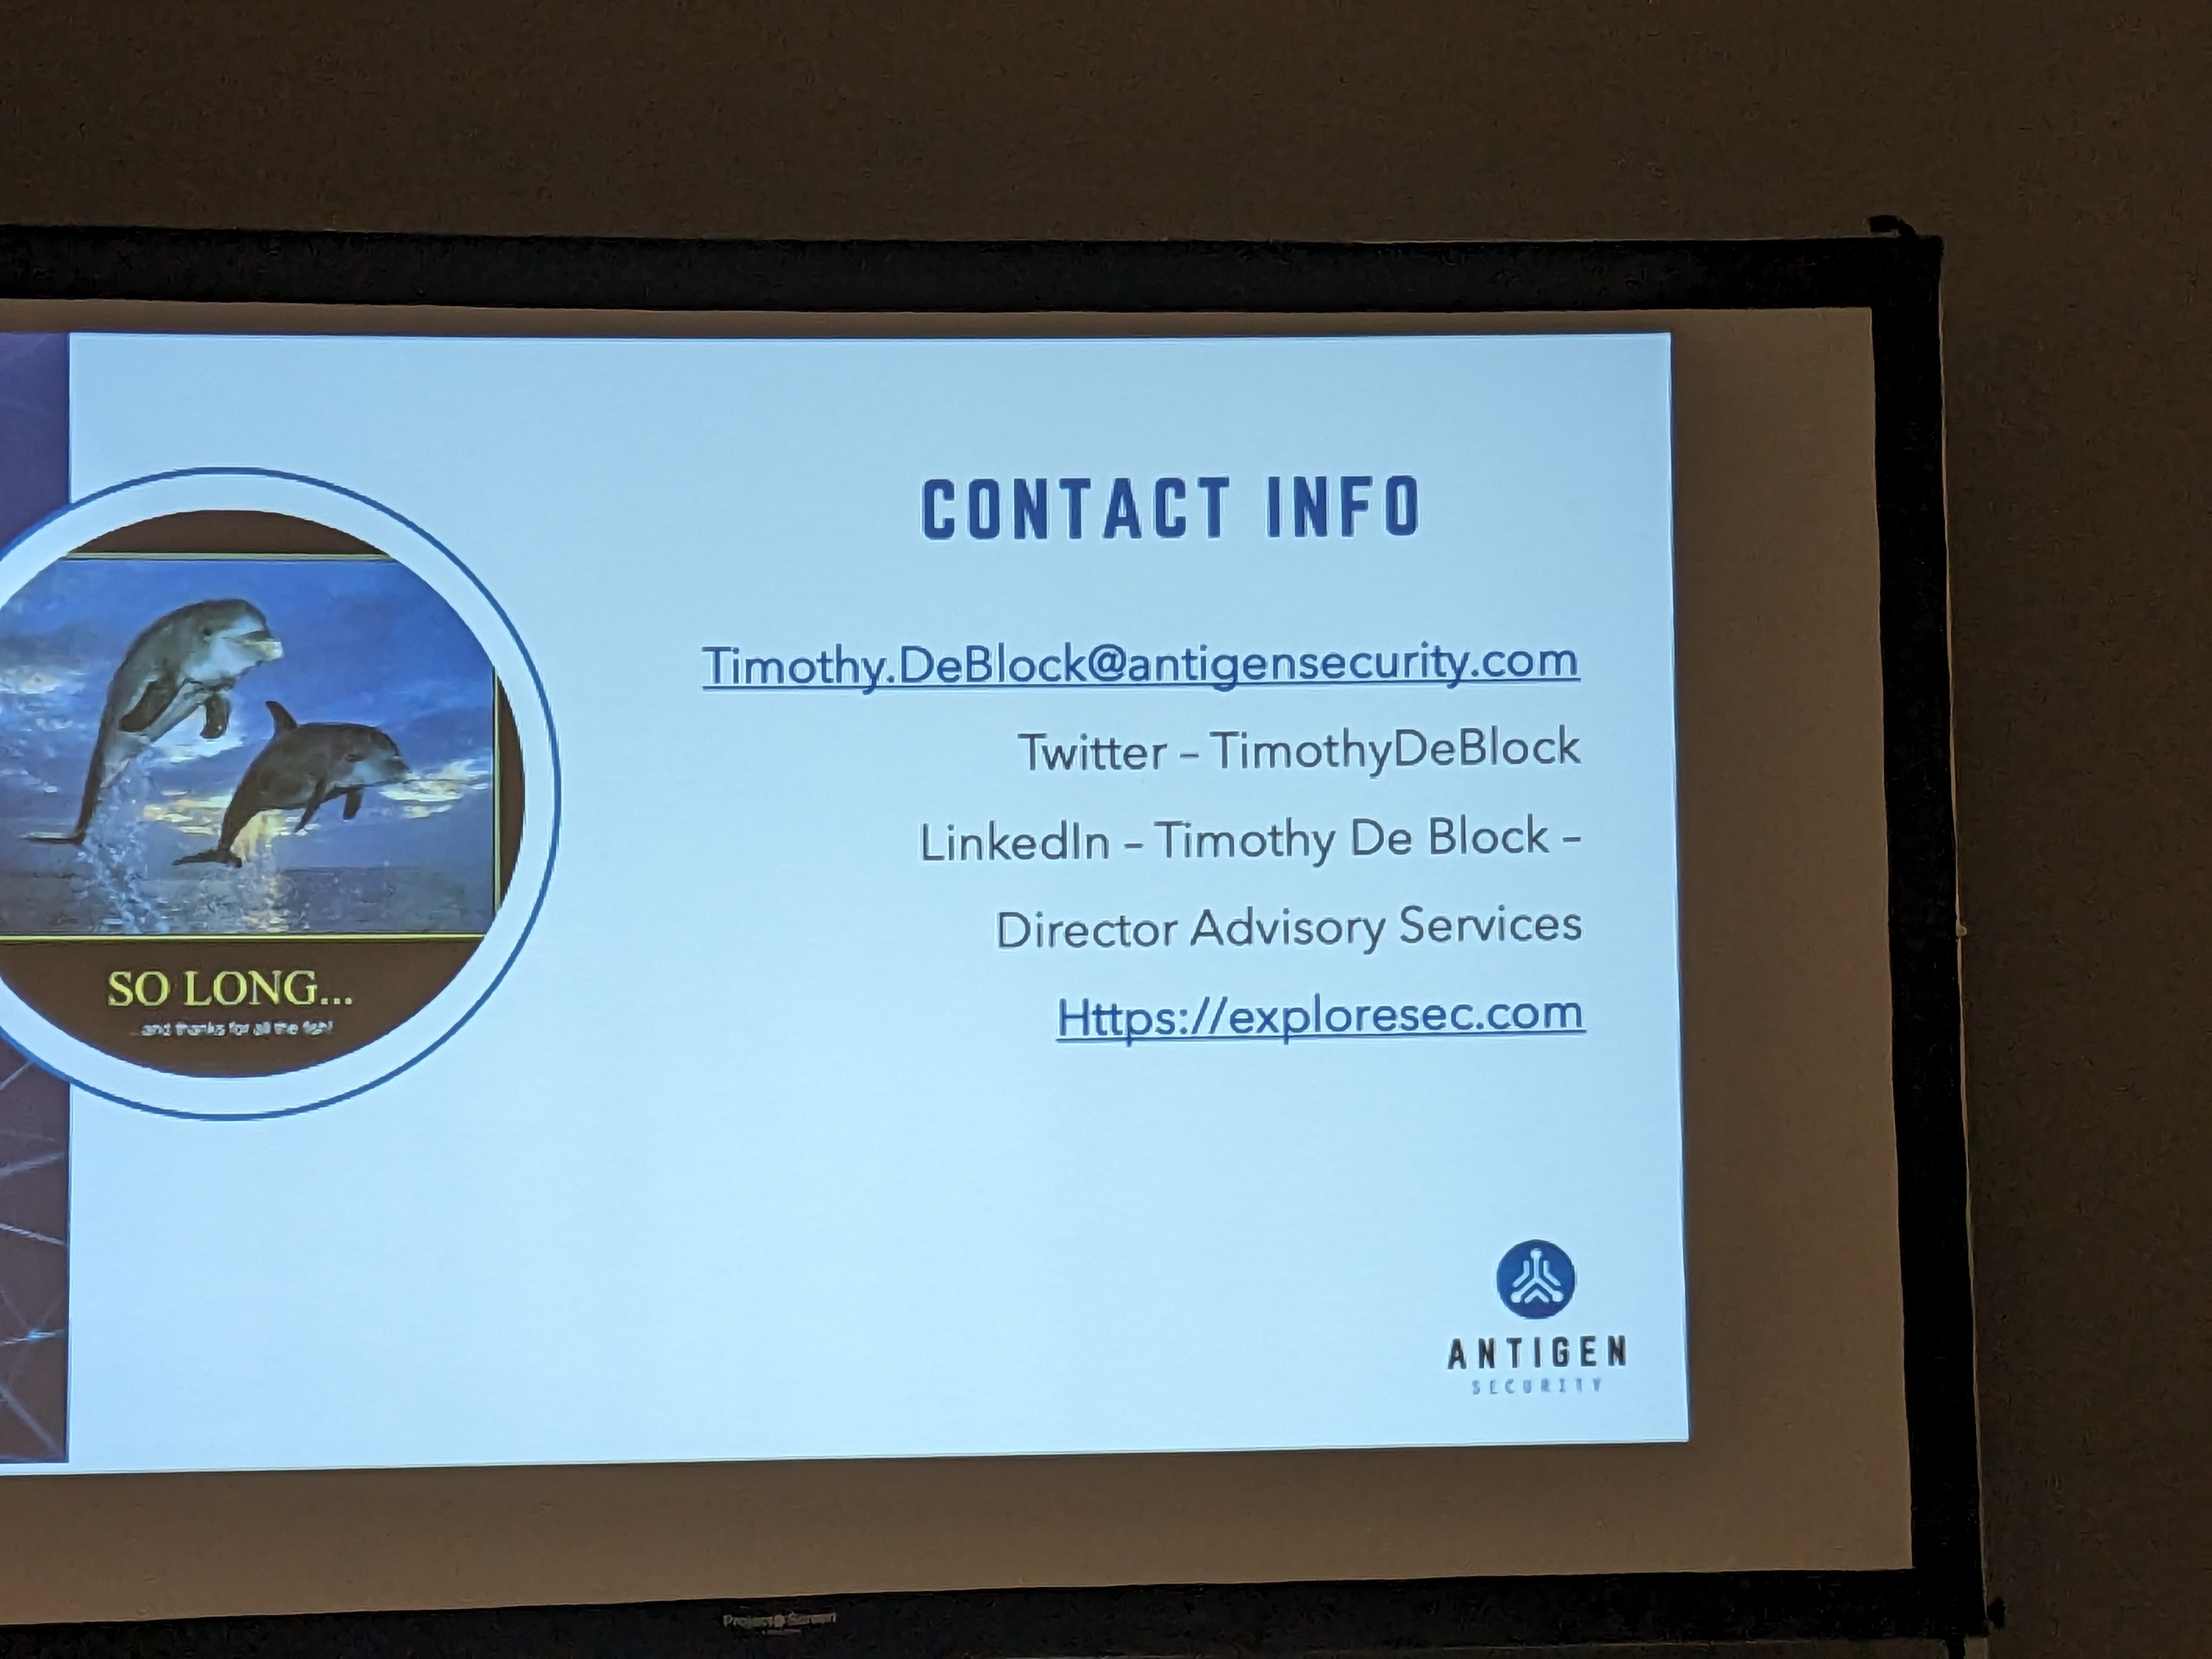 CONTACT INFO
Timothy.DeBlock@antigensecurity.com
Twitter – TimothyDeBlock
LinkedIn – Timothy De Block –
Director Advisory Services
Https://exploresec.com
SO LONG...
and thanks for all the fish!
ANTIGEN
SECURITY
Project Screen